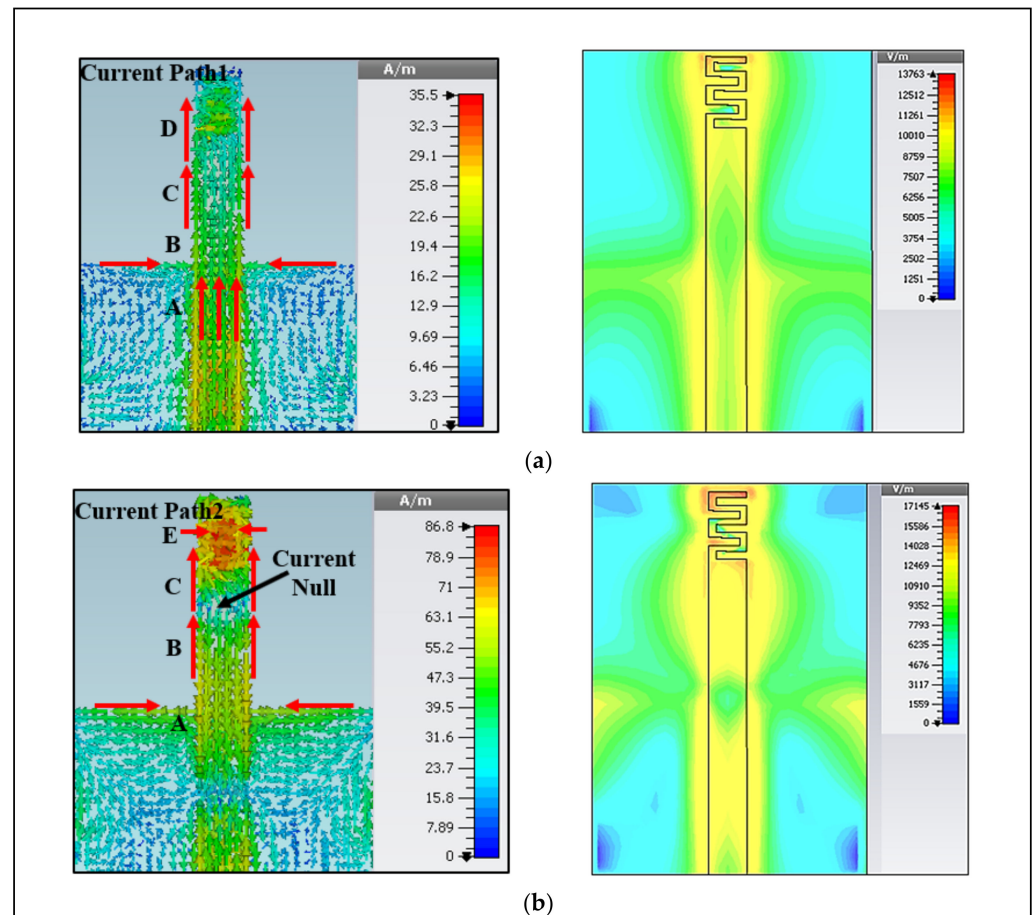 Current Path1
D
C
B
A
A/m
35.5
32.3
29.1
25.8
22.6
19.4
16.2
12.9
9.69
6.46
3.23
0
V/m
13763
12512
11261
10010
8759
7507
6256
5005
3754
2502
1251
0
(a)
Current Path2
E
C
Current
Null
B
A
A/m
86.8
78.9
71
63.1
55.2
47.3
39.5
31.6
23.7
15.8
7.89
0
V/m
17145
15587
14028
12469
10911
9352
7793
6235
4676
3117
1559
0
(b)